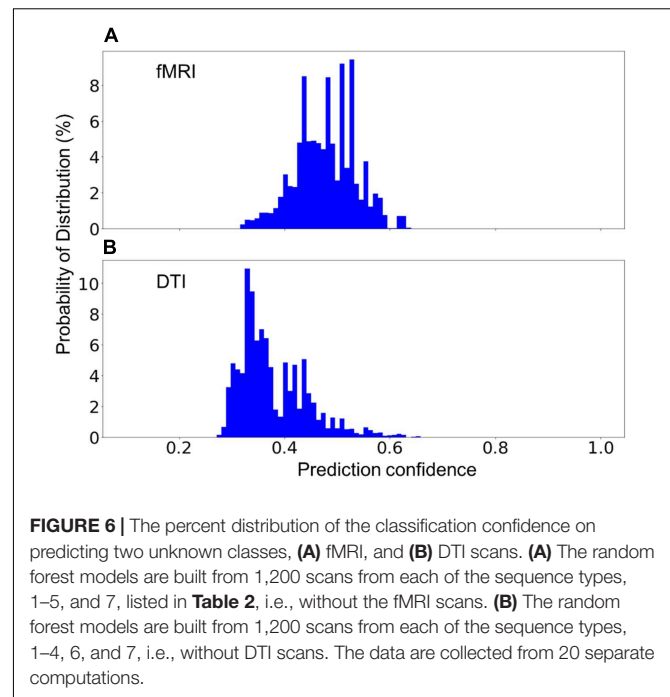 A
fMRI
8
6
4
2
0
Probability of Distribution (%)
B
DTI
10
8
6
4
2
0
0.2 0.4 0.6 0.8 1.0
Prediction confidence
FIGURE 6 | The percent distribution of the classification confidence on
predicting two unknown classes, (A) fMRI, and (B) DTI scans. (A) The random
forest models are built from 1,200 scans from each of the sequence types,
1–5, and 7, listed in Table 2, i.e., without the fMRI scans. (B) The random
forest models are built from 1,200 scans from each of the sequence types,
1–4, 6, and 7, i.e., without DTI scans. The data are collected from 20 separate
computations.